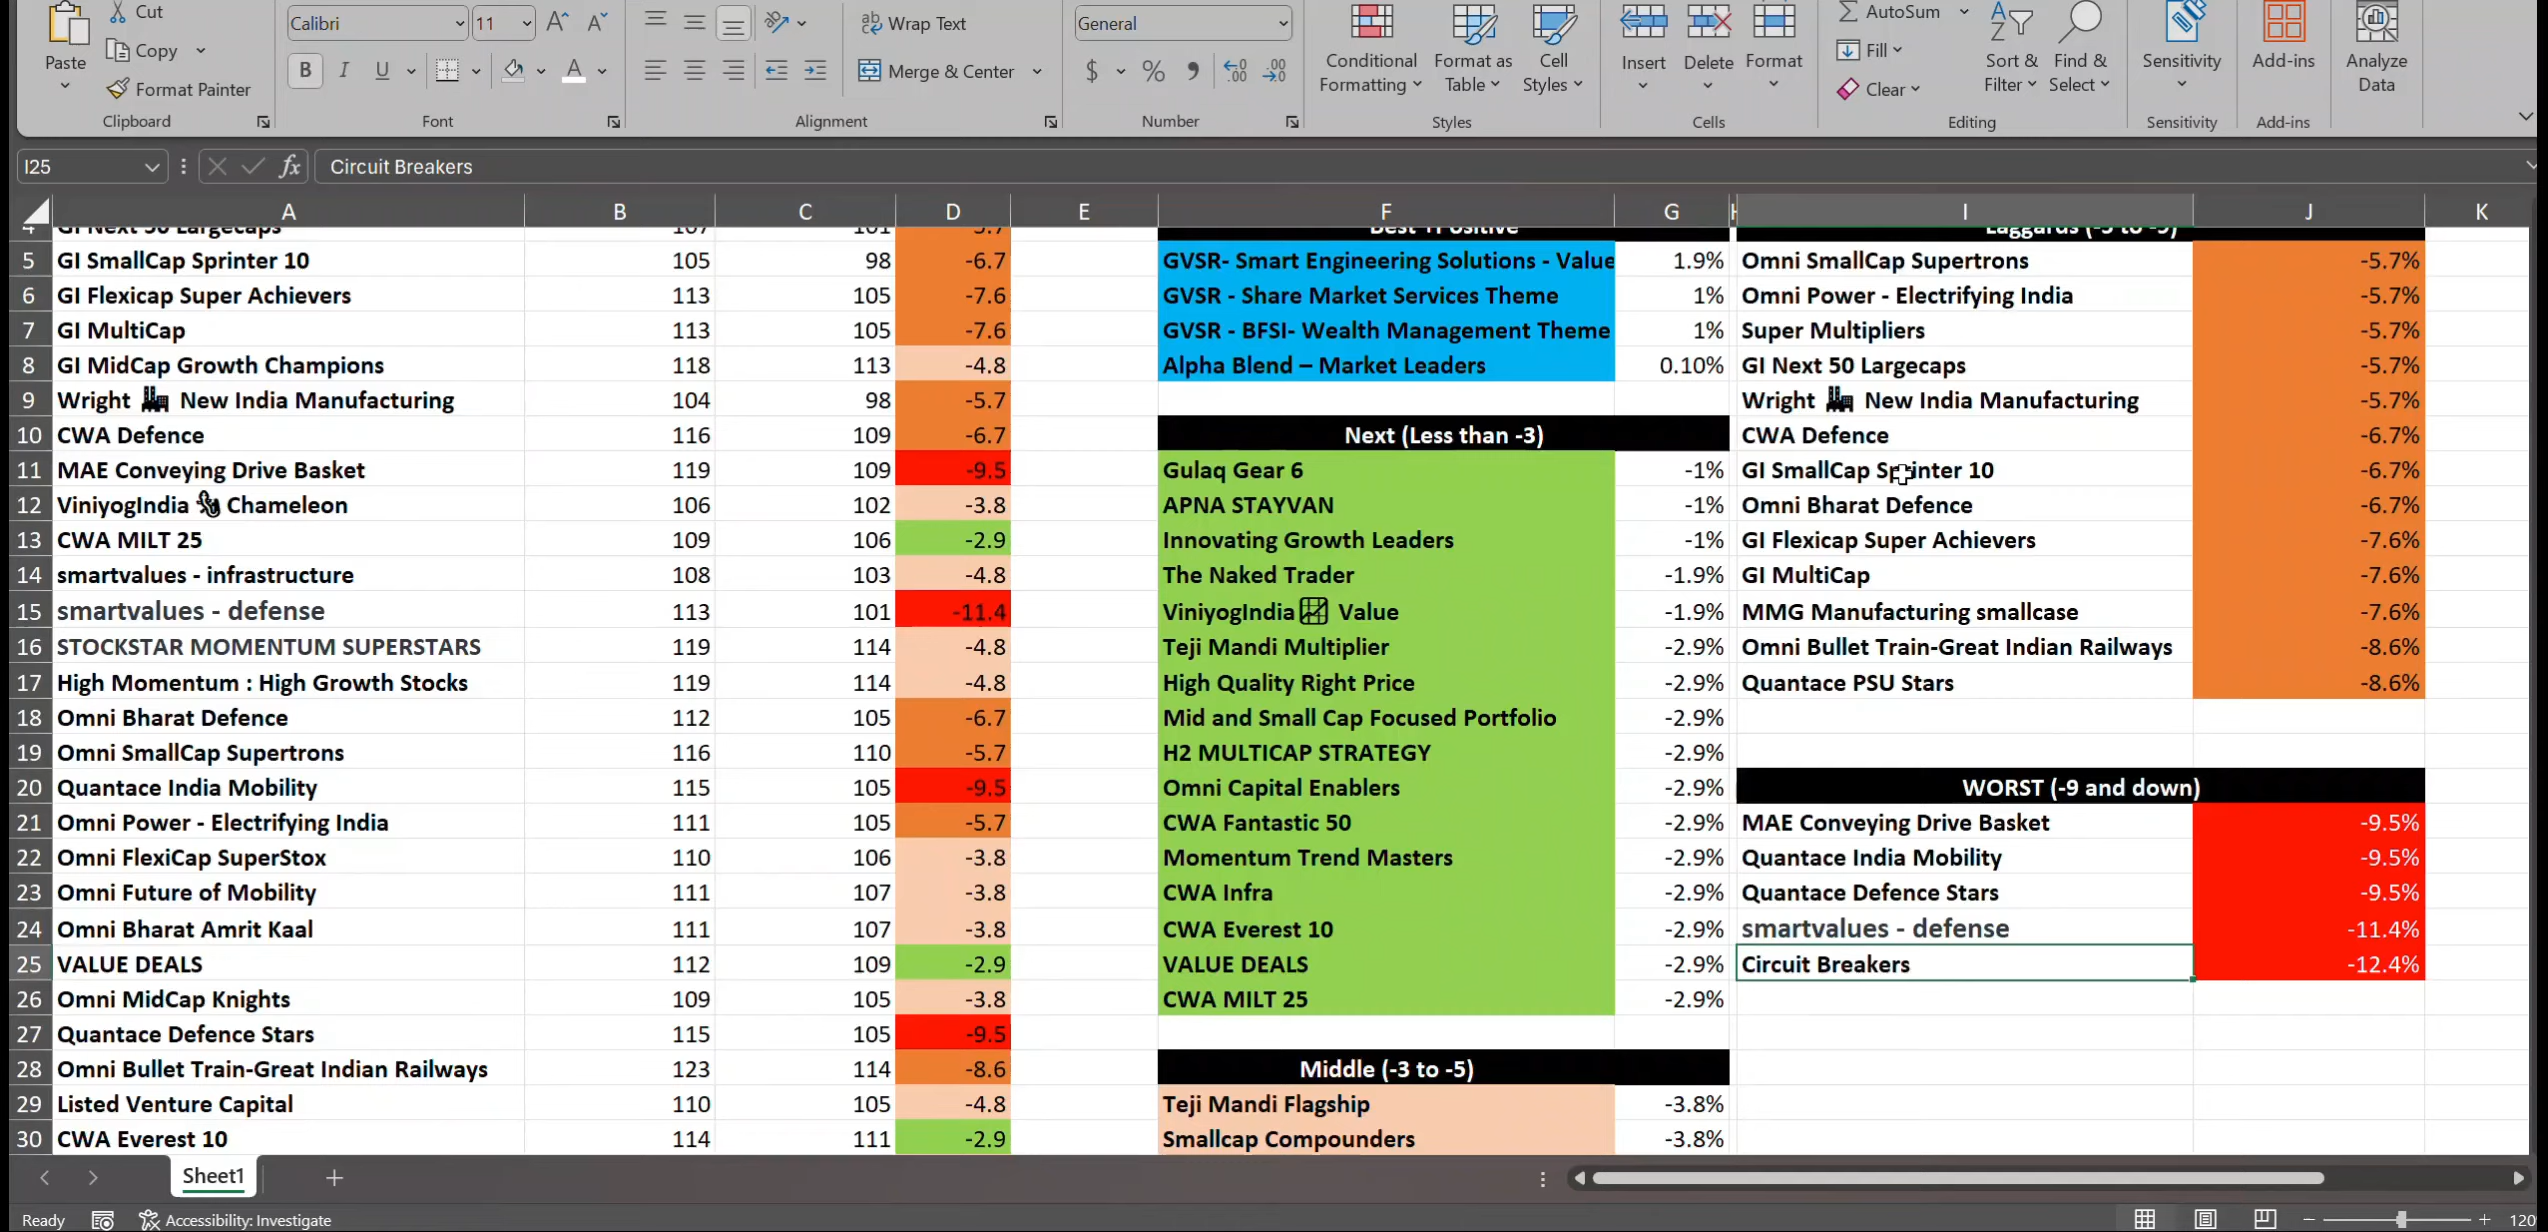 Paste
Cut
Copy
Format Painter
Clipboard
Calibri 11
B I U
Font
Wrap Text
Merge & Center
Alignment
General
$ % 9
Number
Conditional Formatting
Format as Table
Cell Styles
Styles
Insert
Delete
Format
Cells
AutoSum
Fill
Clear
Sort & Filter
Find & Select
Editing
Sensitivity
Sensitivity
Add-ins
Add-ins
Analyze Data
I25 fx Circuit Breakers
A B C D E F G H I J K
4 GI Next 50 Largecaps 107 101 -5.7 Best +Positive Laggards (-5 to -9)
5 GI SmallCap Sprinter 10 105 98 -6.7 GVSR- Smart Engineering Solutions - Value 1.9% Omni SmallCap Supertrons -5.7%
6 GI Flexicap Super Achievers 113 105 -7.6 GVSR - Share Market Services Theme 1% Omni Power - Electrifying India -5.7%
7 GI MultiCap 113 105 -7.6 GVSR - BFSI- Wealth Management Theme 1% Super Multipliers -5.7%
8 GI MidCap Growth Champions 118 113 -4.8 Alpha Blend – Market Leaders 0.10% GI Next 50 Largecaps -5.7%
9 Wright New India Manufacturing 104 98 -5.7 Wright New India Manufacturing -5.7%
10 CWA Defence 116 109 -6.7 Next (Less than -3) CWA Defence -6.7%
11 MAE Conveying Drive Basket 119 109 -9.5 Gulaq Gear 6 -1% GI SmallCap Sprinter 10 -6.7%
12 ViniyogIndia Chameleon 106 102 -3.8 APNA STAYVAN -1% Omni Bharat Defence -6.7%
13 CWA MILT 25 109 106 -2.9 Innovating Growth Leaders -1% GI Flexicap Super Achievers -7.6%
14 smartvalues - infrastructure 108 103 -4.8 The Naked Trader -1.9% GI MultiCap -7.6%
15 smartvalues - defense 113 101 -11.4 ViniyogIndia Value -1.9% MMG Manufacturing smallcase -7.6%
16 STOCKSTAR MOMENTUM SUPERSTARS 119 114 -4.8 Teji Mandi Multiplier -2.9% Omni Bullet Train-Great Indian Railways -8.6%
17 High Momentum : High Growth Stocks 119 114 -4.8 High Quality Right Price -2.9% Quantace PSU Stars -8.6%
18 Omni Bharat Defence 112 105 -6.7 Mid and Small Cap Focused Portfolio -2.9%
19 Omni SmallCap Supertrons 116 110 -5.7 H2 MULTICAP STRATEGY -2.9%
20 Quantace India Mobility 115 105 -9.5 Omni Capital Enablers -2.9% WORST (-9 and down)
21 Omni Power - Electrifying India 111 105 -5.7 CWA Fantastic 50 -2.9% MAE Conveying Drive Basket -9.5%
22 Omni FlexiCap SuperStox 110 106 -3.8 Momentum Trend Masters -2.9% Quantace India Mobility -9.5%
23 Omni Future of Mobility 111 107 -3.8 CWA Infra -2.9% Quantace Defence Stars -9.5%
24 Omni Bharat Amrit Kaal 111 107 -3.8 CWA Everest 10 -2.9% smartvalues - defense -11.4%
25 VALUE DEALS 112 109 -2.9 VALUE DEALS -2.9% Circuit Breakers -12.4%
26 Omni MidCap Knights 109 105 -3.8 CWA MILT 25 -2.9%
27 Quantace Defence Stars 115 105 -9.5
28 Omni Bullet Train-Great Indian Railways 123 114 -8.6 Middle (-3 to -5)
29 Listed Venture Capital 110 105 -4.8 Teji Mandi Flagship -3.8%
30 CWA Everest 10 114 111 -2.9 Smallcap Compounders -3.8%
Sheet1
Ready Accessibility: Investigate 120